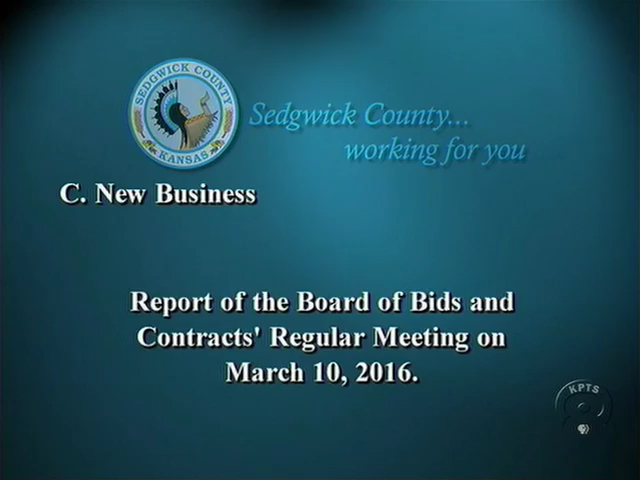 SEDGWICK COUNTY
KANSAS
Sedgwick County...
working for you
C. New Business
Report of the Board of Bids and
Contracts' Regular Meeting on
March 10, 2016.
KPTS